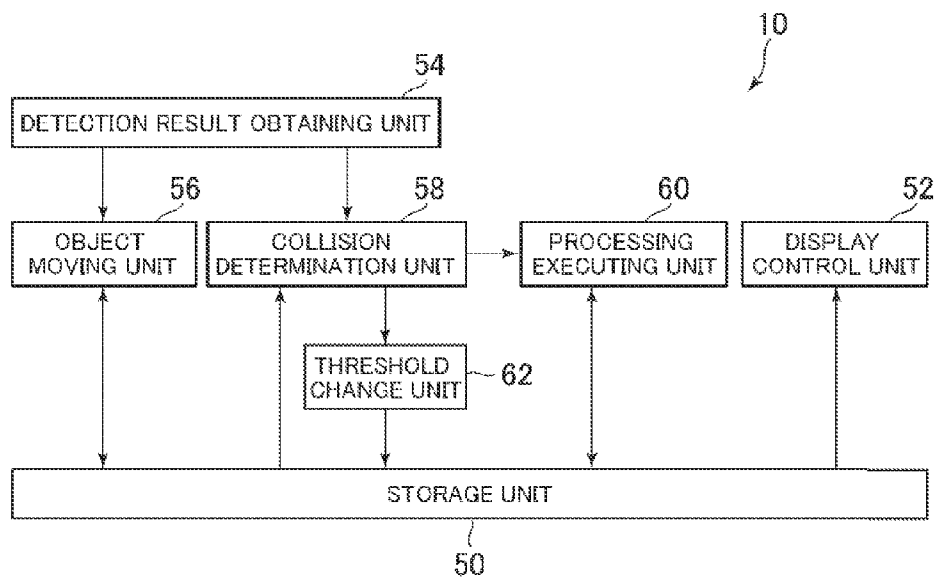 10
54
DETECTION RESULT OBTAINING UNIT
56
58
60
52
OBJECT
MOVING UNIT
COLLISION
DETERMINATION UNIT
PROCESSING
EXECUTING UNIT
DISPLAY
CONTROL UNIT
THRESHOLD
CHANGE UNIT
62
STORAGE UNIT
50